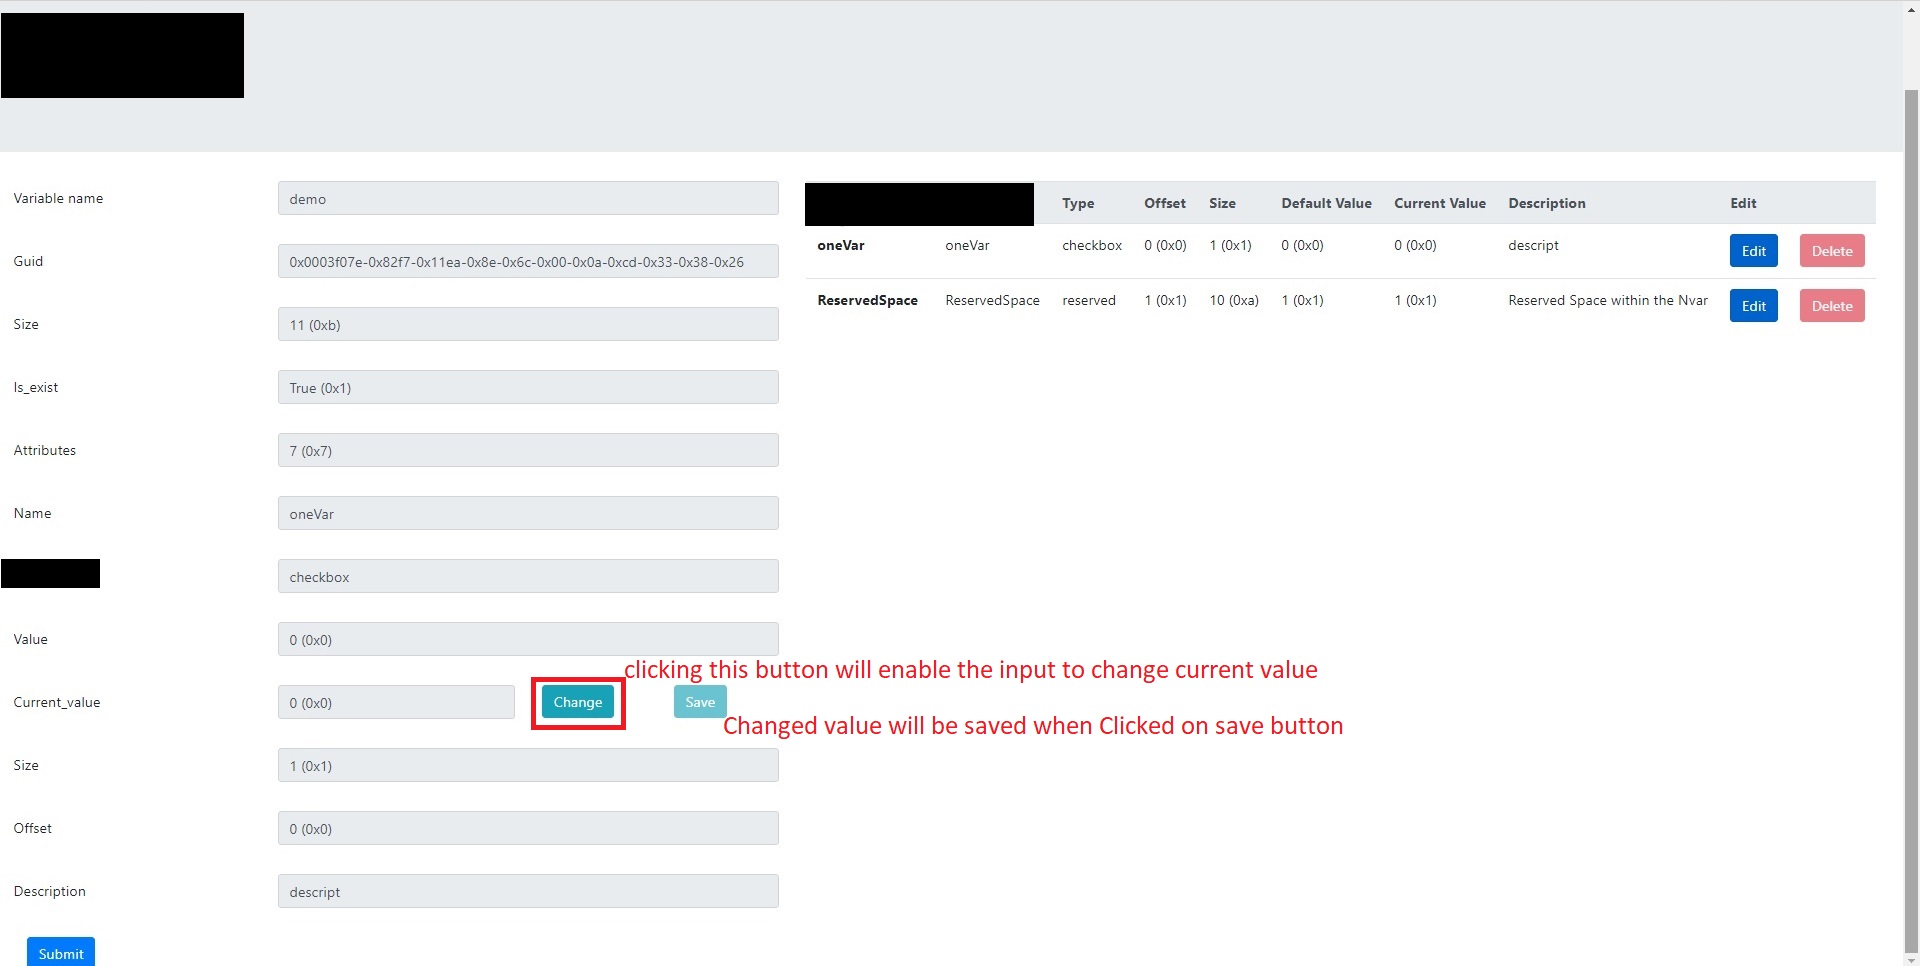 Variable name demo
Guid 0x0003f07e-0x82f7-0x11ea-0x8e-0x6c-0x00-0x0a-0xcd-0x33-0x38-0x26
Size 11 (0xb)
Is_exist True (0x1)
Attributes 7 (0x7)
Name oneVar
checkbox
Value 0 (0x0)
clicking this button will enable the input to change current value
Current_value 0 (0x0) Change Save
Changed value will be saved when Clicked on save button
Size 1 (0x1)
Offset 0 (0x0)
Description descript
Submit
Type Offset Size Default Value Current Value Description Edit
oneVar oneVar checkbox 0 (0x0) 1 (0x1) 0 (0x0) 0 (0x0) descript Edit Delete
ReservedSpace ReservedSpace reserved 1 (0x1) 10 (0xa) 1 (0x1) 1 (0x1) Reserved Space within the Nvar Edit Delete